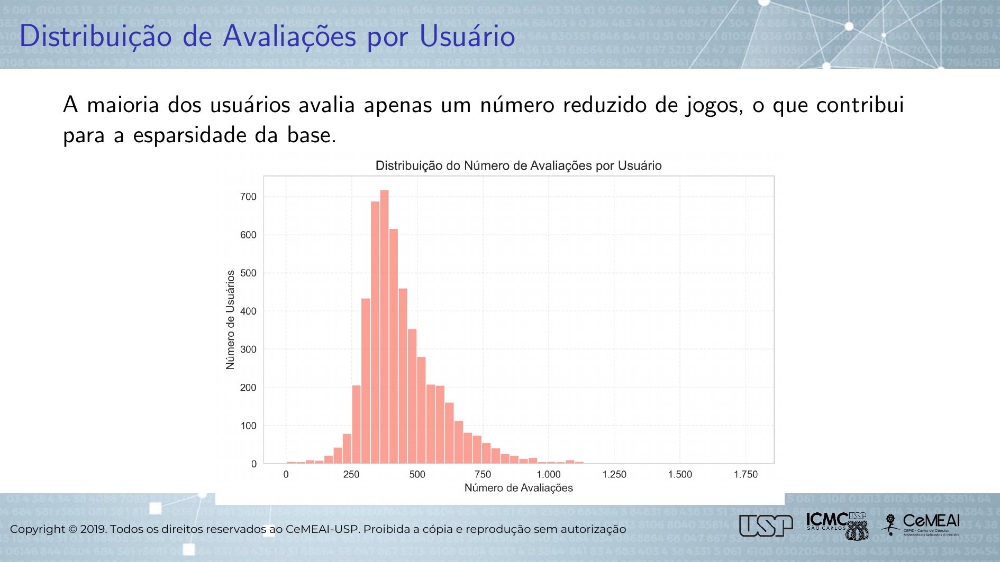 Distribuição de Avaliações por Usuário
A maioria dos usuários avalia apenas um número reduzido de jogos, o que contribui
para a esparsidade da base.
Distribuição do Número de Avaliações por Usuário
Número de Usuários
700
600
500
400
300
200
100
0
0 250 500 750 1.000 1.250 1.500 1.750
Número de Avaliações
Copyright © 2019. Todos os direitos reservados ao CeMEAI-USP. Proibida a cópia e reprodução sem autorização
USP
ICMC USP
SÃO CARLOS
CeMEAI
CEPID - Centro de Ciências
Matemáticas Aplicadas à Indústria